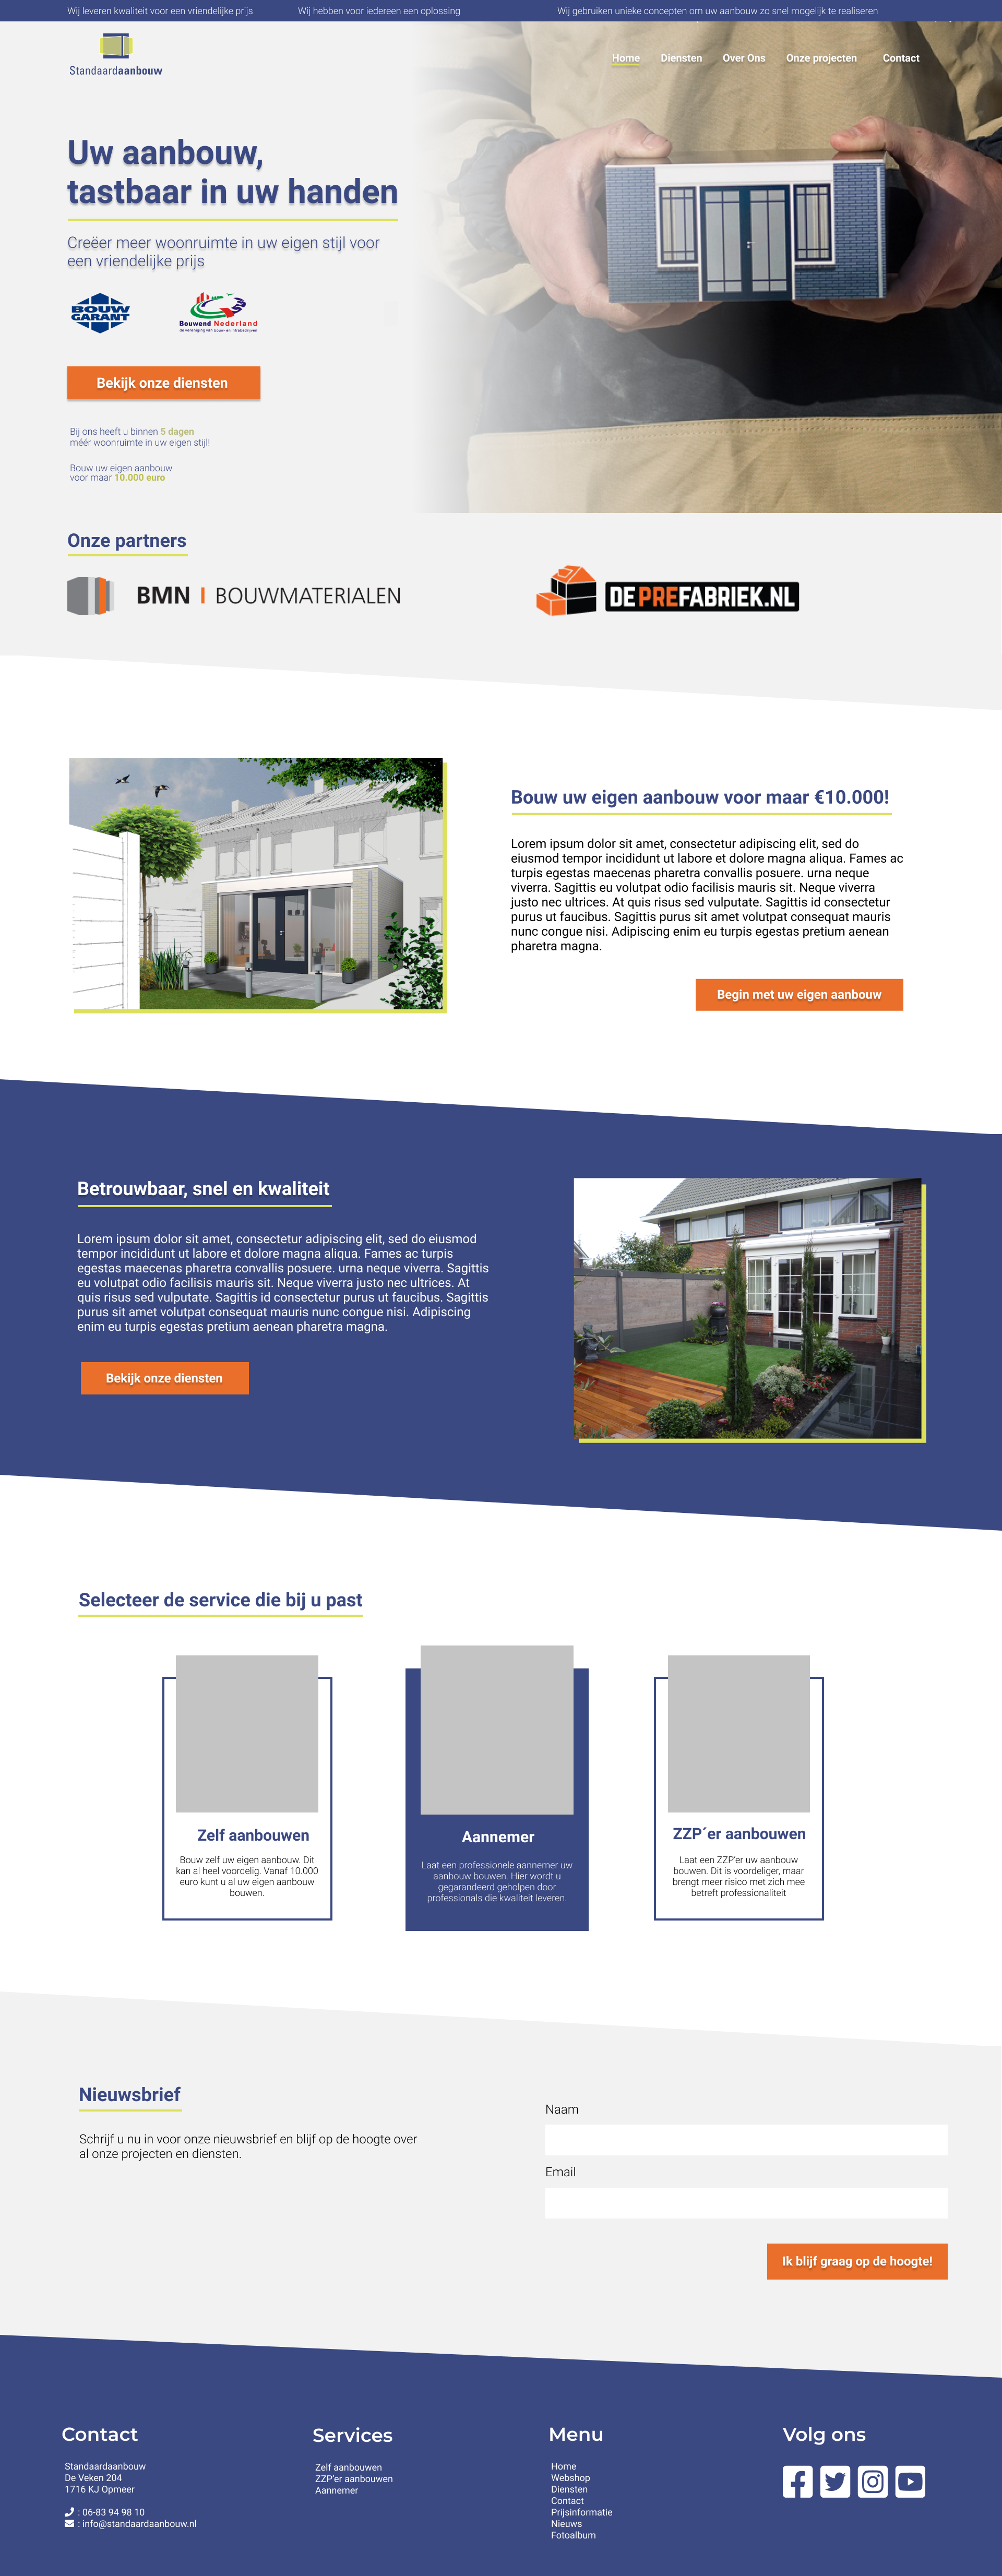 Wij leveren kwaliteit voor een vriendelijke prijs
Wij hebben voor iedereen een oplossing
Wij gebruiken unieke concepten om uw aanbouw zo snel mogelijk te realiseren
Standaardaanbouw
Home
Diensten
Over Ons
Onze projecten
Contact
Uw aanbouw,
tastbaar in uw handen
Creëer meer woonruimte in uw eigen stijl voor
een vriendelijke prijs
BOUW
GARANT
Bouwend Nederland
de vereniging van bouw- en infrabedrijven
Bekijk onze diensten
Bij ons heeft u binnen 5 dagen
méér woonruimte in uw eigen stijl!
Bouw uw eigen aanbouw
voor maar 10.000 euro
Onze partners
BMN | BOUWMATERIALEN
DEPREFABRIEK.NL
Bouw uw eigen aanbouw voor maar €10.000!
Lorem ipsum dolor sit amet, consectetur adipiscing elit, sed do
eiusmod tempor incididunt ut labore et dolore magna aliqua. Fames ac
turpis egestas maecenas pharetra convallis posuere. urna neque
viverra. Sagittis eu volutpat odio facilisis mauris sit. Neque viverra
justo nec ultrices. At quis risus sed vulputate. Sagittis id consectetur
purus ut faucibus. Sagittis purus sit amet volutpat consequat mauris
nunc congue nisi. Adipiscing enim eu turpis egestas pretium aenean
pharetra magna.
Begin met uw eigen aanbouw
Betrouwbaar, snel en kwaliteit
Lorem ipsum dolor sit amet, consectetur adipiscing elit, sed do eiusmod
tempor incididunt ut labore et dolore magna aliqua. Fames ac turpis
egestas maecenas pharetra convallis posuere. urna neque viverra. Sagittis
eu volutpat odio facilisis mauris sit. Neque viverra justo nec ultrices. At
quis risus sed vulputate. Sagittis id consectetur purus ut faucibus. Sagittis
purus sit amet volutpat consequat mauris nunc congue nisi. Adipiscing
enim eu turpis egestas pretium aenean pharetra magna.
Bekijk onze diensten
Selecteer de service die bij u past
Zelf aanbouwen
Bouw zelf uw eigen aanbouw. Dit
kan al heel voordelig. Vanaf 10.000
euro kunt u al uw eigen aanbouw
bouwen.
Aannemer
Laat een professionele aannemer uw
aanbouw bouwen. Hier wordt u
gegarandeerd geholpen door
professionals die kwaliteit leveren.
ZZP´er aanbouwen
Laat een ZZP'er uw aanbouw
bouwen. Dit is voordeliger, maar
brengt meer risico met zich mee
betreft professionaliteit
Nieuwsbrief
Schrijf u nu in voor onze nieuwsbrief en blijf op de hoogte over
al onze projecten en diensten.
Naam
Email
Ik blijf graag op de hoogte!
Contact
Standaardaanbouw
De Veken 204
1716 KJ Opmeer
: 06-83 94 98 10
: info@standaardaanbouw.nl
Services
Zelf aanbouwen
ZZP'er aanbouwen
Aannemer
Menu
Home
Webshop
Diensten
Contact
Prijsinformatie
Nieuws
Fotoalbum
Volg ons